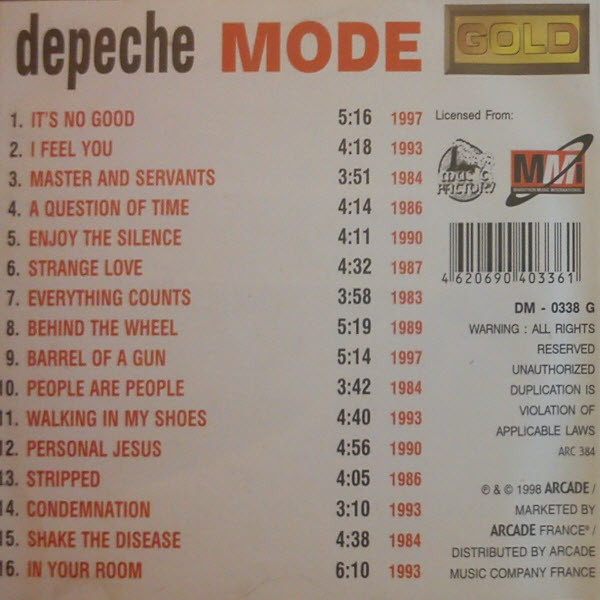 depeche MODE GOLD
1. IT'S NO GOOD 5:16 1997
2. I FEEL YOU 4:18 1993
3. MASTER AND SERVANTS 3:51 1984
4. A QUESTION OF TIME 4:14 1986
5. ENJOY THE SILENCE 4:11 1990
6. STRANGE LOVE 4:32 1987
7. EVERYTHING COUNTS 3:58 1983
8. BEHIND THE WHEEL 5:19 1989
9. BARREL OF A GUN 5:14 1997
10. PEOPLE ARE PEOPLE 3:42 1984
11. WALKING IN MY SHOES 4:40 1993
12. PERSONAL JESUS 4:56 1990
13. STRIPPED 4:05 1986
14. CONDEMNATION 3:10 1993
15. SHAKE THE DISEASE 4:38 1984
16. IN YOUR ROOM 6:10 1993
Licensed From:
FACTORY
MMi
MUSIC INTERNATIONAL
4 620690 403361
DM - 0338 G
WARNING : ALL RIGHTS
RESERVED
UNAUTHORIZED
DUPLICATION IS
VIOLATION OF
APPLICABLE LAWS
ARC 384
℗ & © 1998 ARCADE /
MARKETED BY
ARCADE FRANCE® /
DISTRIBUTED BY ARCADE
MUSIC COMPANY FRANCE